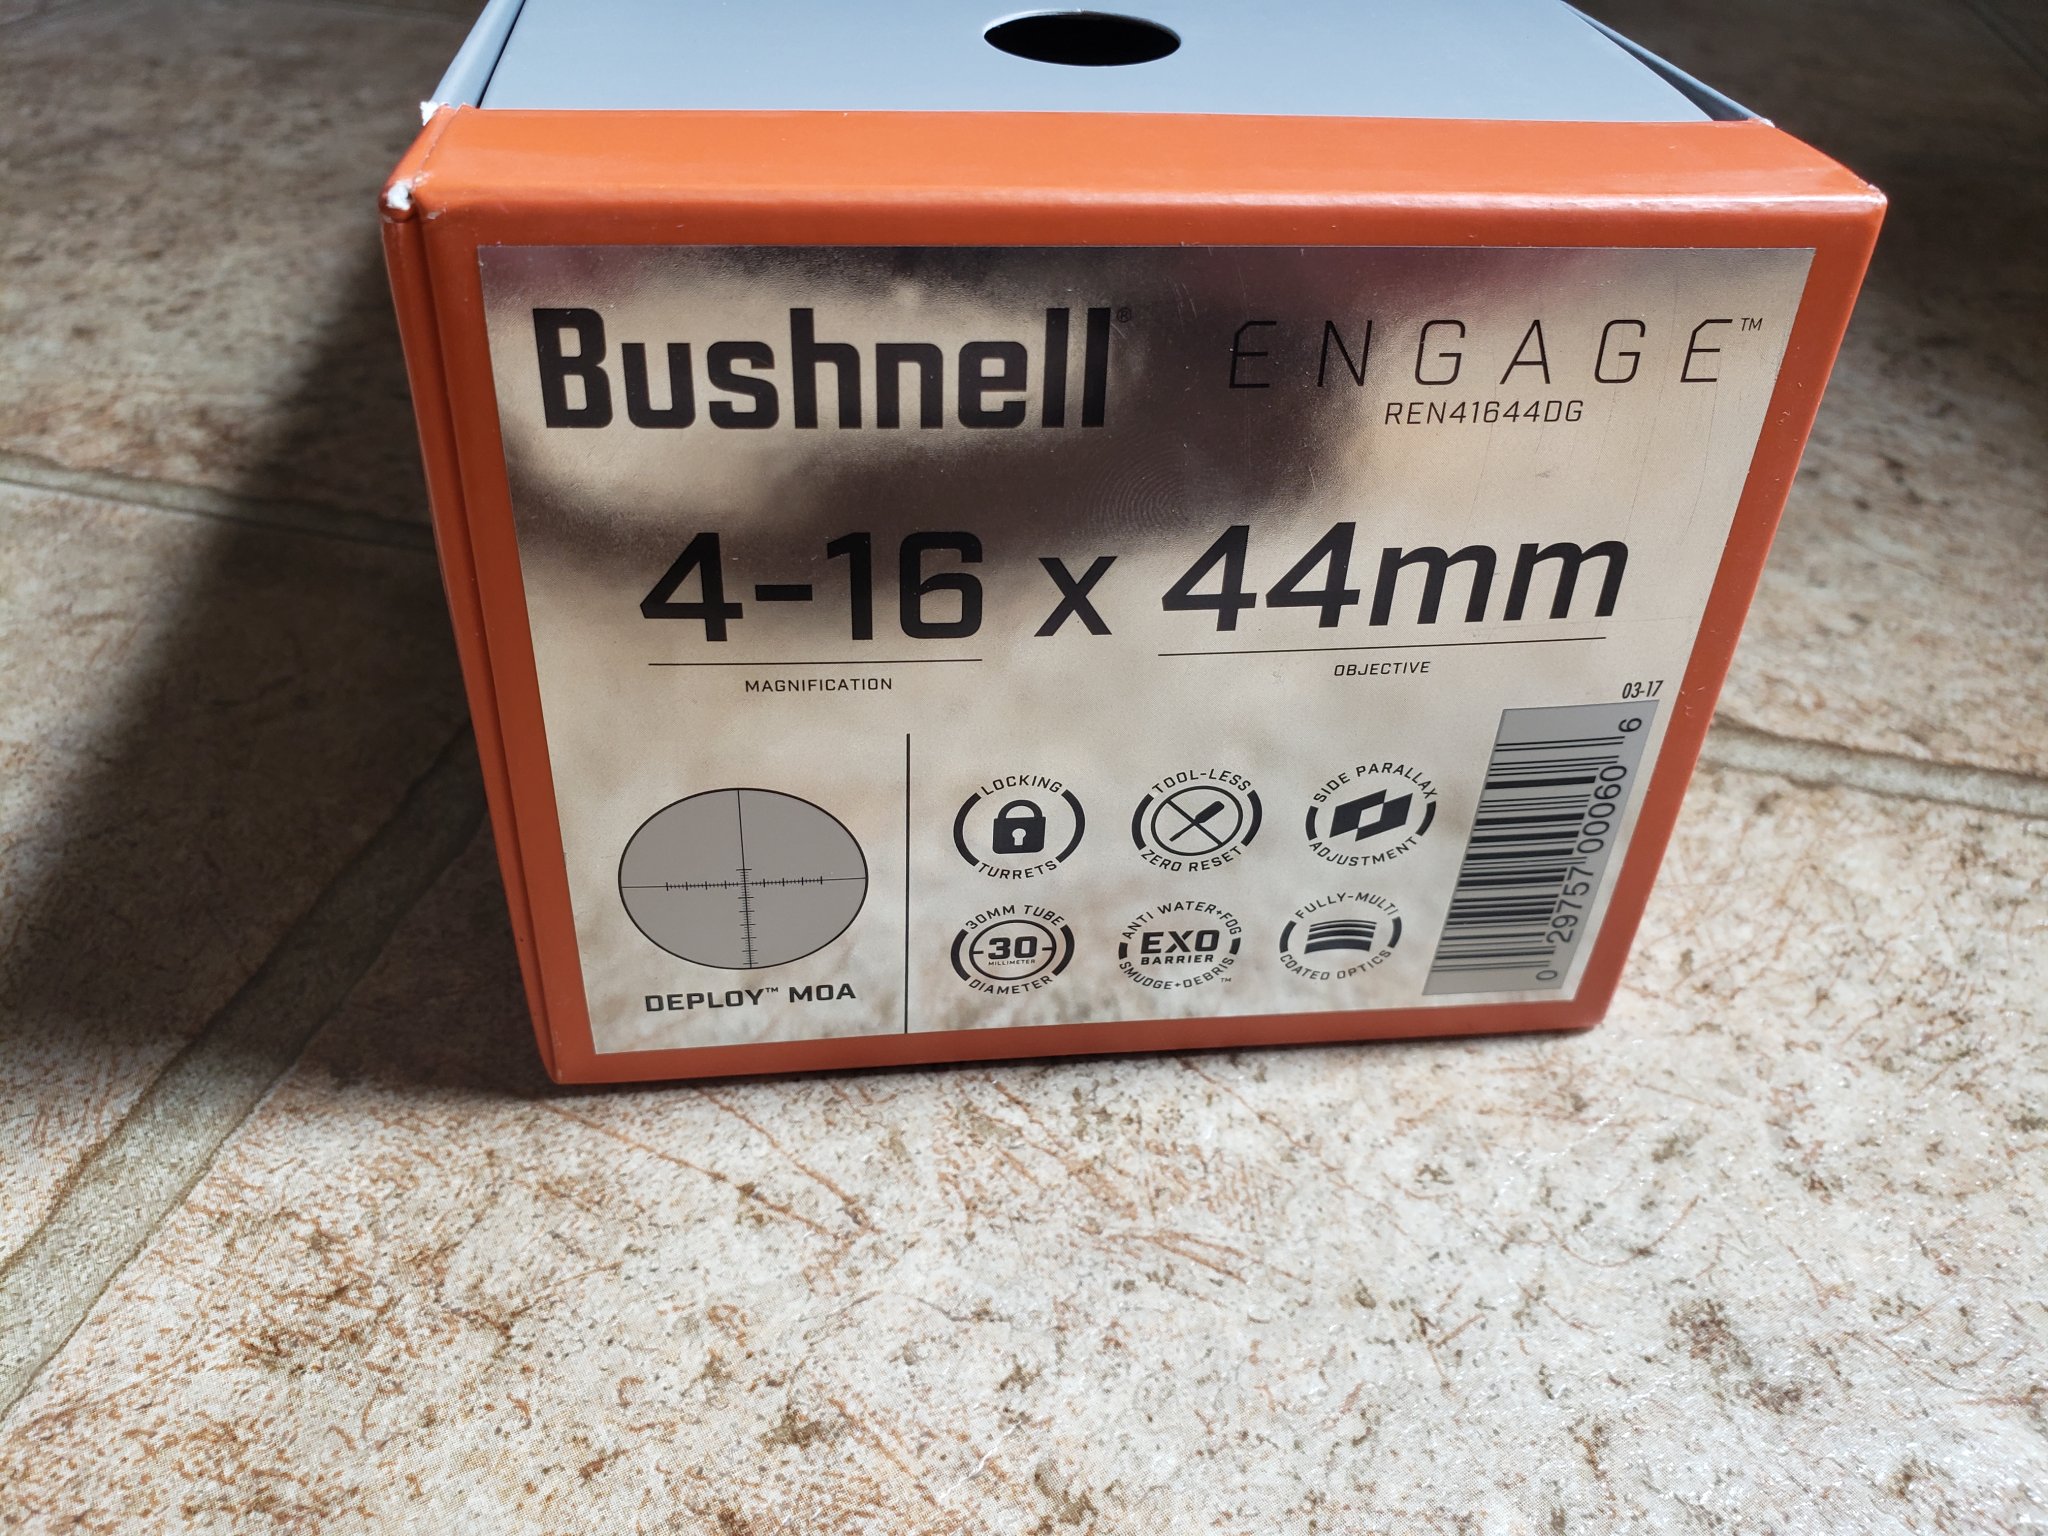 Bushnell® ENGAGE™
REN41644DG
4-16 x 44mm
MAGNIFICATION
OBJECTIVE
03-17
LOCKING
TURRETS
TOOL-LESS
ZERO RESET
SIDE PARALLAX
ADJUSTMENT
30MM TUBE
30
MILLIMETER
DIAMETER
ANTI WATER+FOG
EXO
BARRIER
SMUDGE+DEBRIS™
FULLY-MULTI
COATED OPTICS
DEPLOY™ MOA
0 29757 00060 6